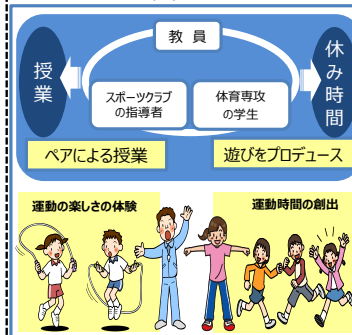 教員
授業
休み時間
スポーツクラブ
の指導者
体育専攻
の学生
ペアによる授業
遊びをプロデュース
運動の楽しさの体験
運動時間の創出